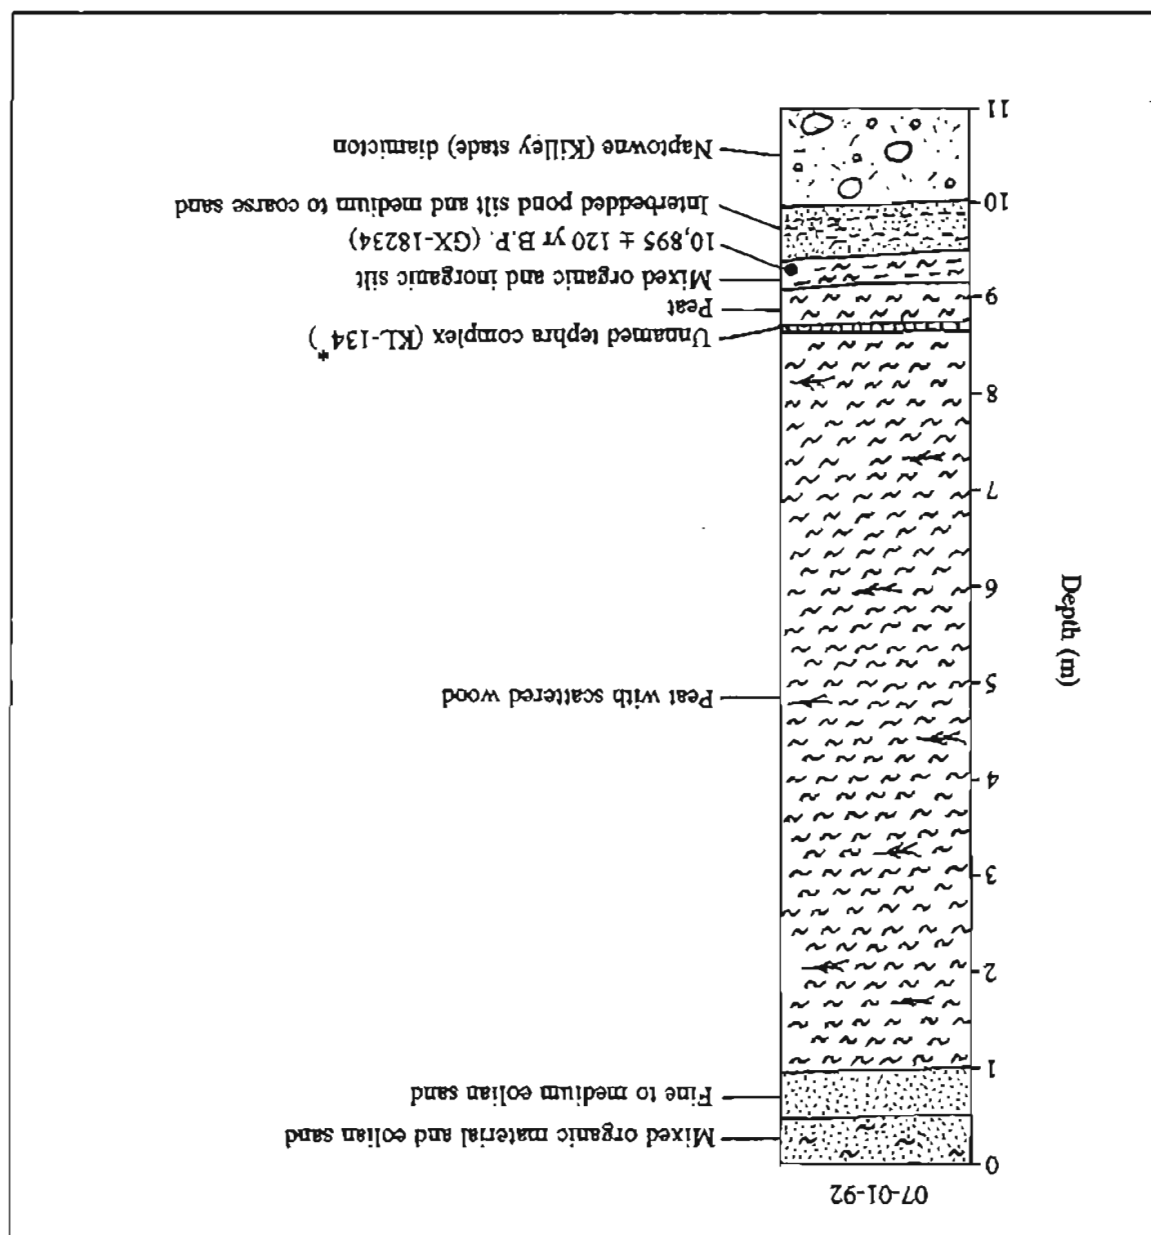 07-01-92
Depth (m)
0
1
2
3
4
5
6
7
8
9
10
11
Mixed organic material and eolian sand
Fine to medium eolian sand
Peat with scattered wood
Unnamed tephra complex (KL-134*)
Peat
Mixed organic and inorganic silt
10,895 ± 120 yr B.P. (GX-18234)
Interbedded pond silt and medium to coarse sand
Naptowne (Killey stade) diamicton